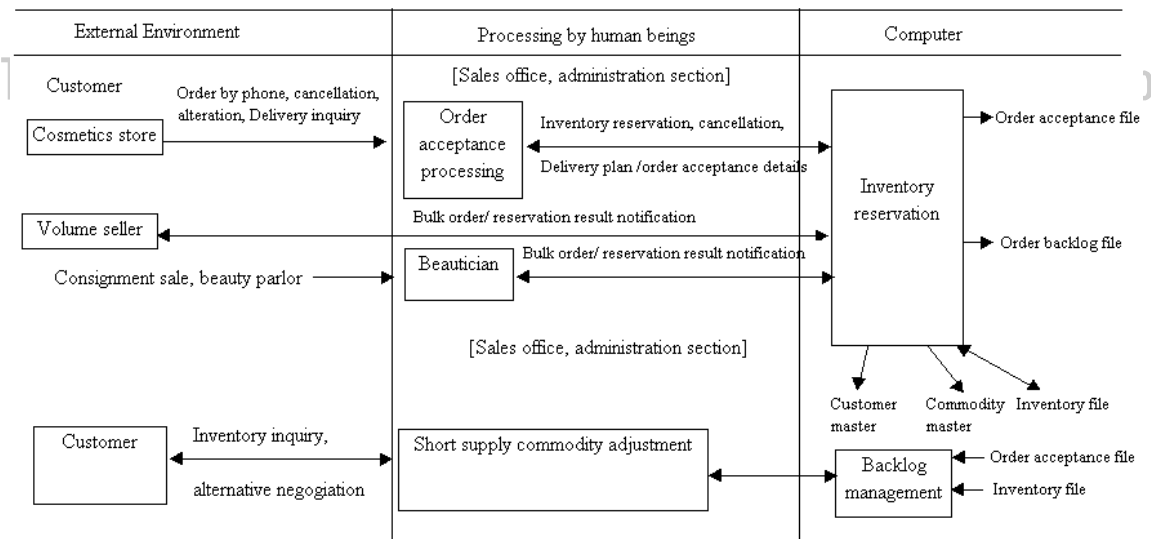 External Environment
Processing by human beings
Computer
[Sales office, administration section]
Customer
Order by phone, cancellation,
alteration, Delivery inquiry
Cosmetics store
Order
acceptance
processing
Inventory reservation, cancellation,
Delivery plan /order acceptance details
Inventory
reservation
Order acceptance file
Volume seller
Bulk order/ reservation result notification
Order backlog file
Consignment sale, beauty parlor
Beautician
Bulk order/ reservation result notification
[Sales office, administration section]
Customer
master
Commodity
master
Inventory file
Customer
Inventory inquiry,
alternative negogiation
Short supply commodity adjustment
Backlog
management
Order acceptance file
Inventory file